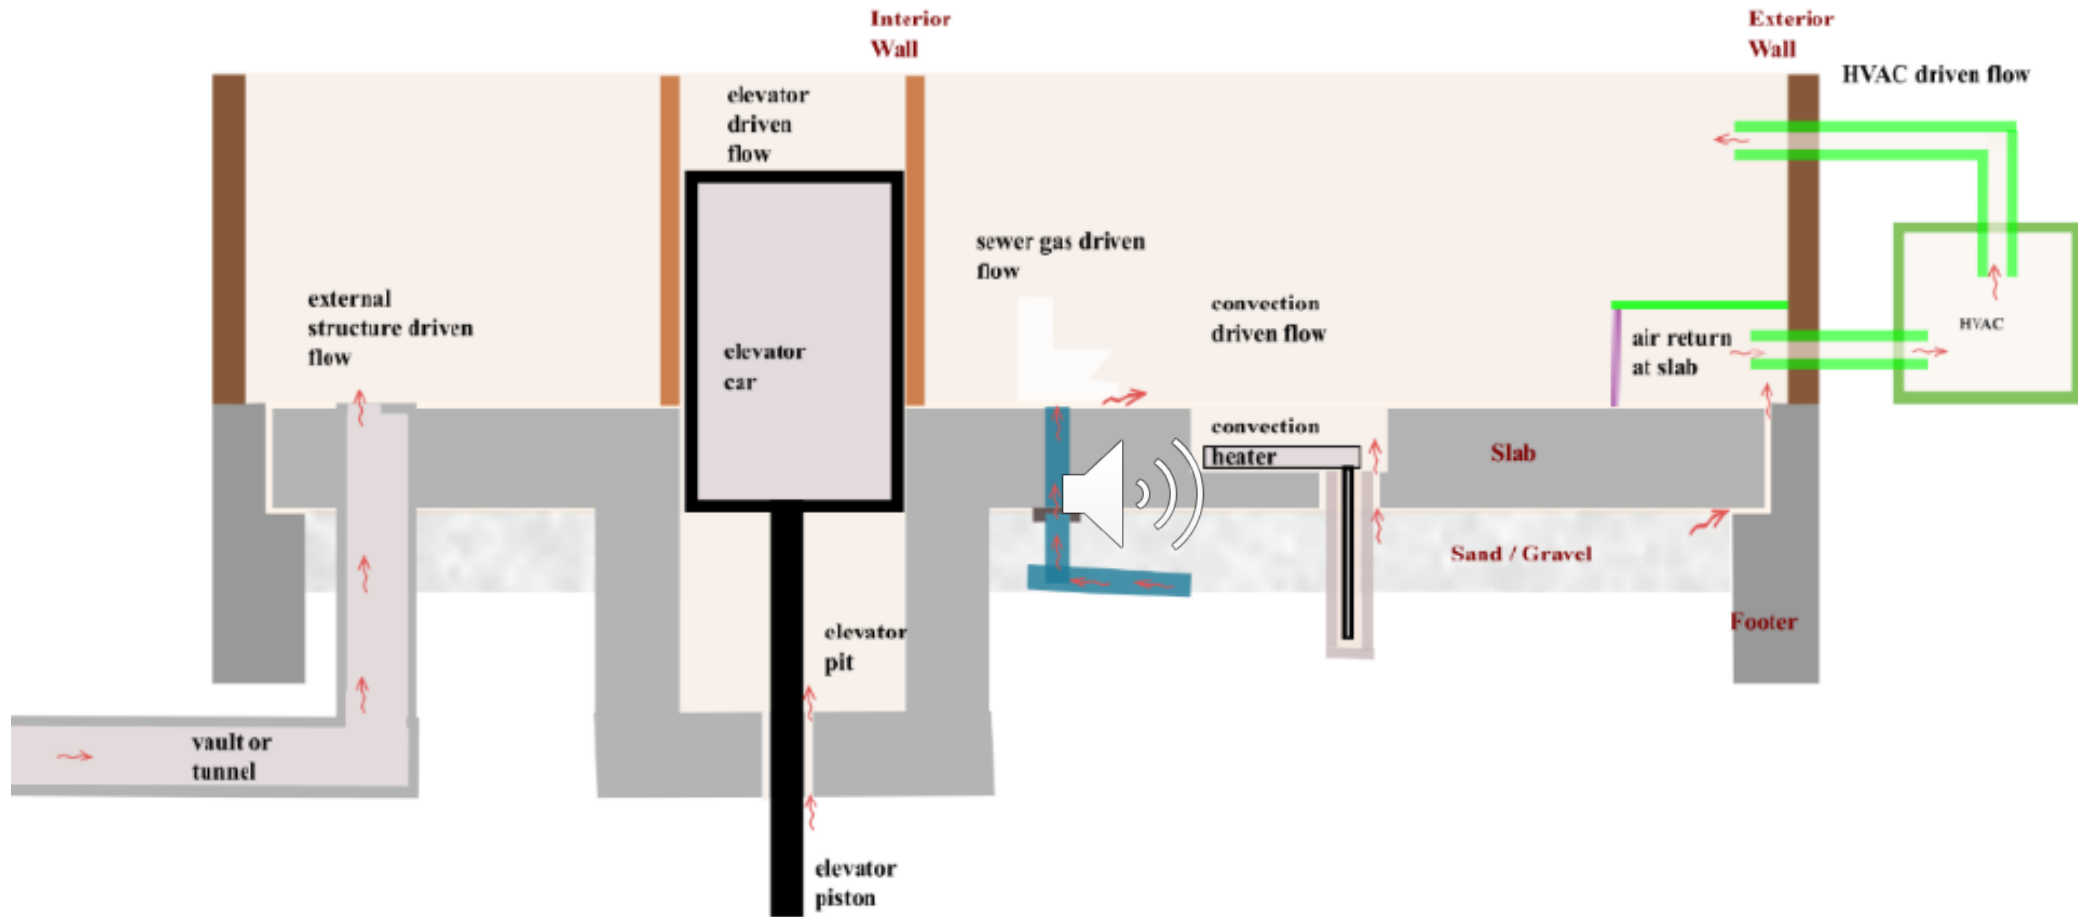 Interior
Wall
Exterior
Wall
HVAC driven flow
elevator
driven
flow
sewer gas driven
flow
external
structure driven
flow
convection
driven flow
HVAC
air return
at slab
elevator
car
convection
heater
Slab
Sand / Gravel
Footer
elevator
pit
vault or
tunnel
elevator
piston